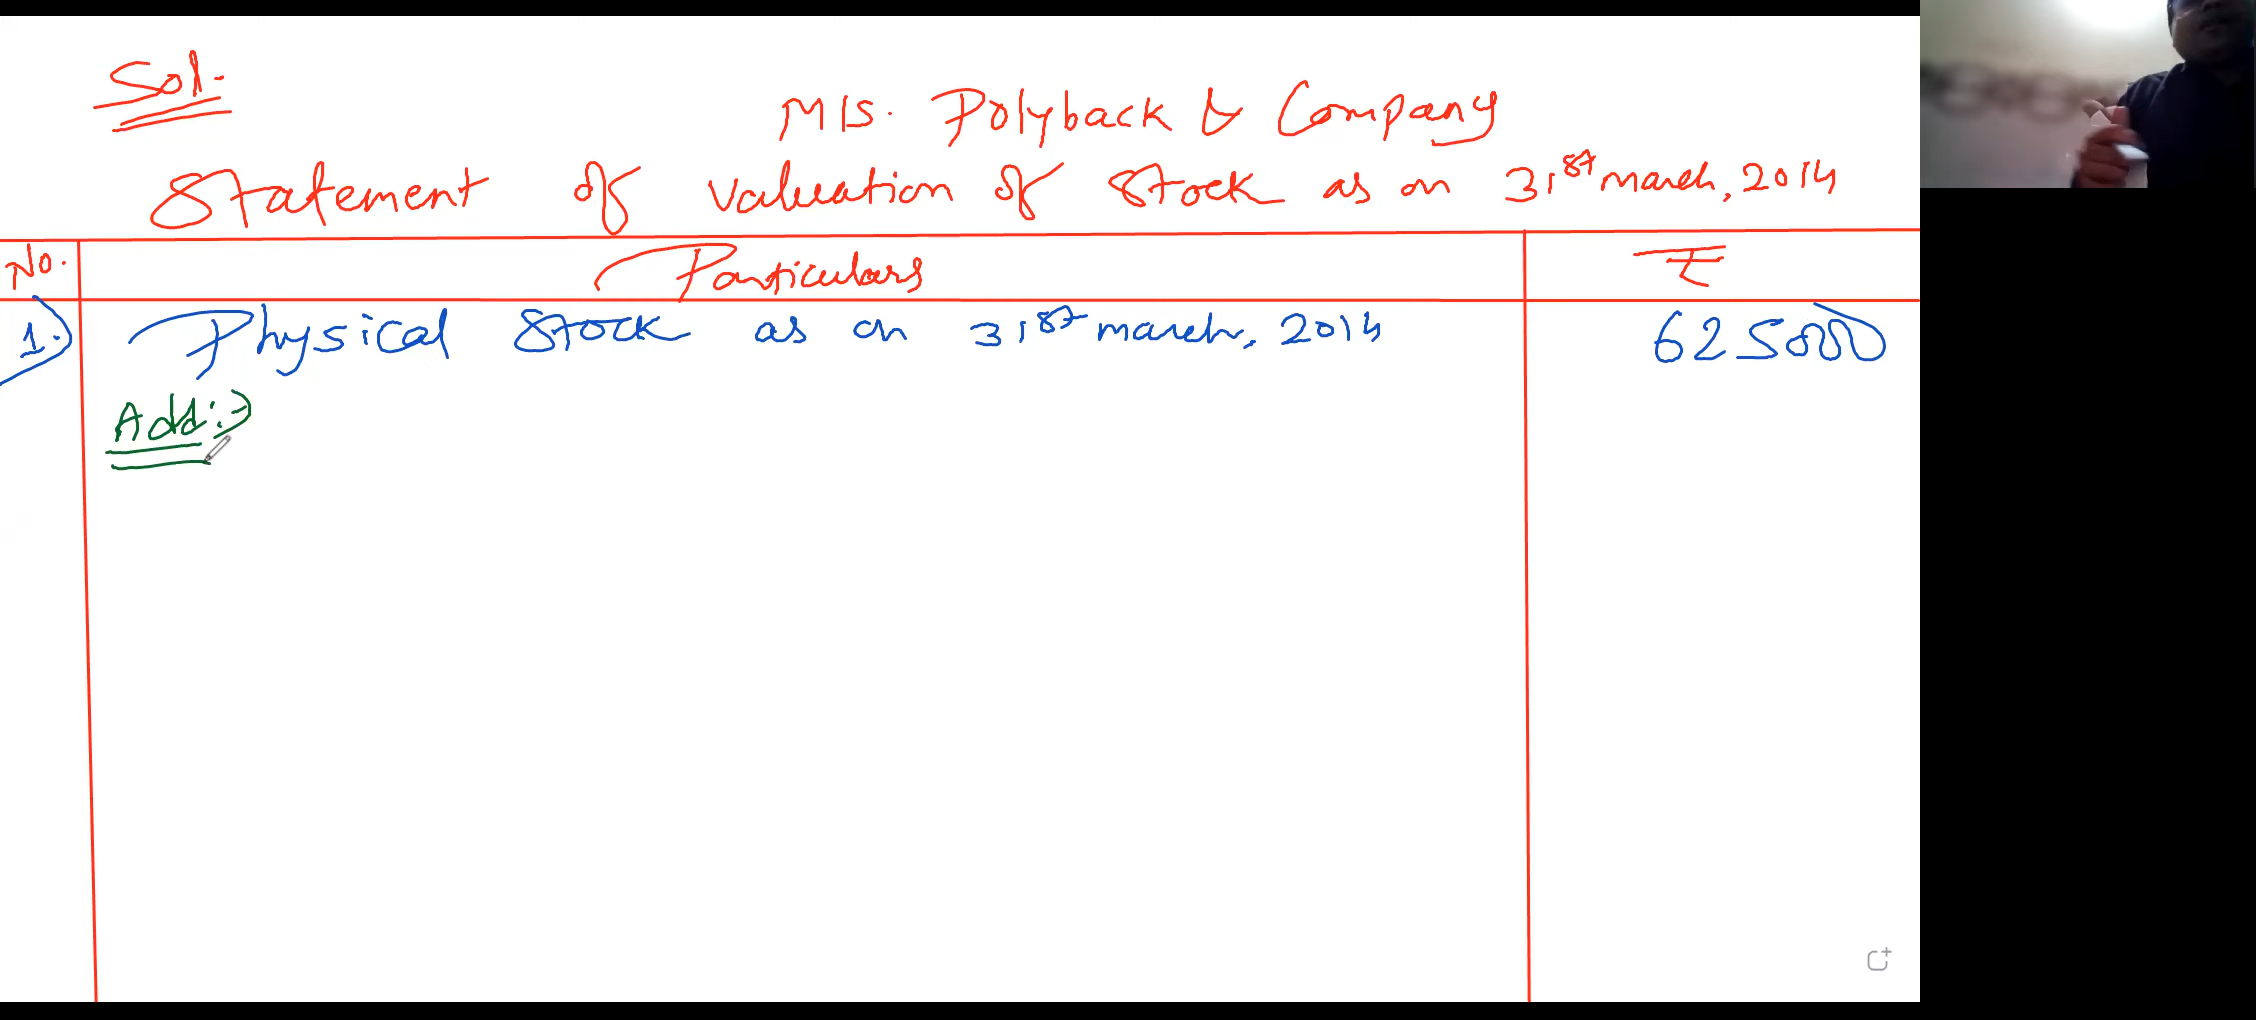 Sol.
M/S. Polyback & Company
Statement of valuation of Stock as on 31st march, 2014
No. Particulars ₹
1.) Physical Stock as on 31st march, 2014 625000
Add:→